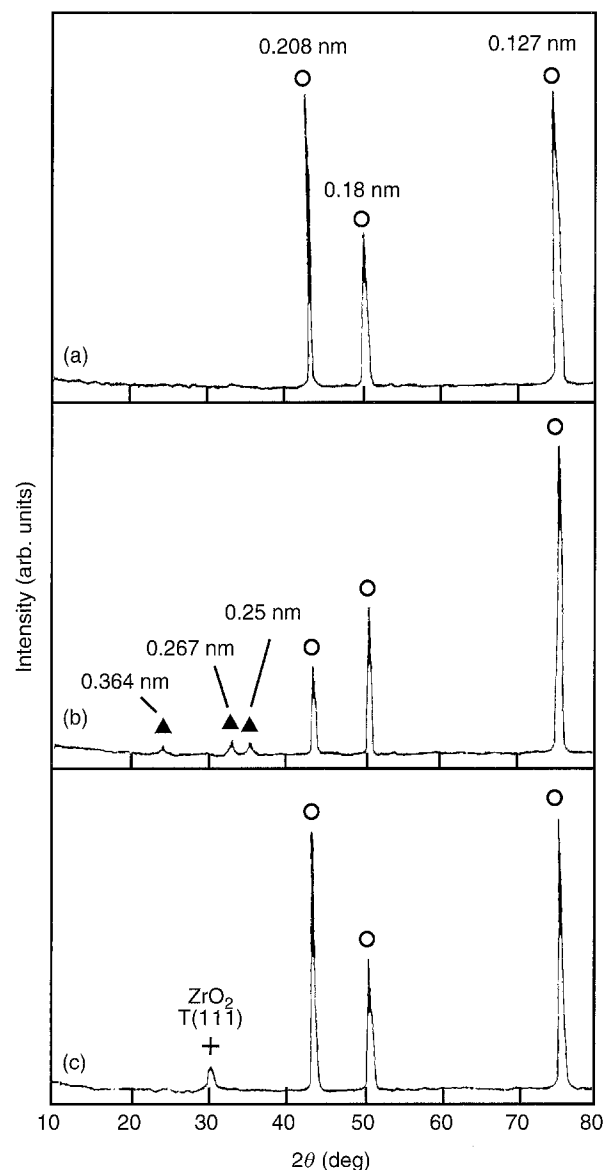 0.208 nm
0.127 nm
0.18 nm
(a)
Intensity (arb. units)
0.25 nm
0.267 nm
0.364 nm
(b)
ZrO₂
T(111)
(c)
10 20 30 40 50 60 70 80
2θ (deg)